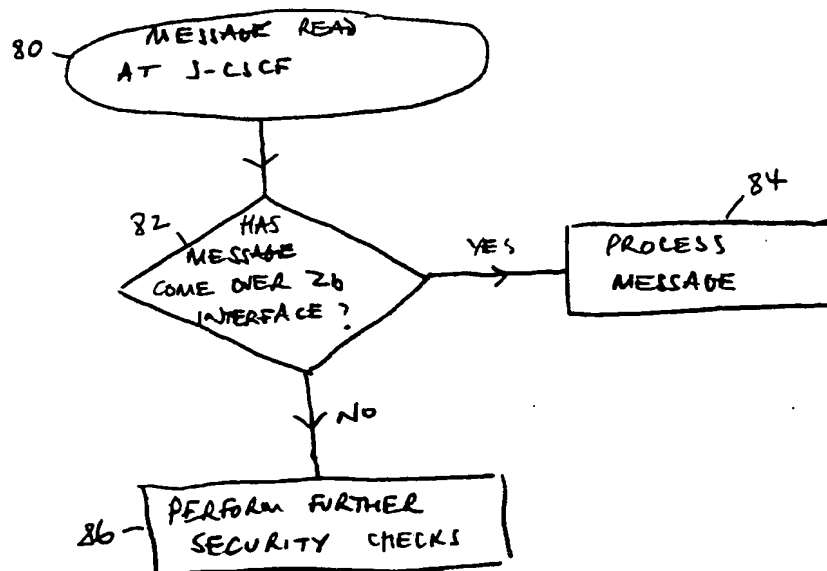 80
MESSAGE READ
AT S-CSCF
82
HAS
MESSAGE
COME OVER Zb
INTERFACE?
YES
84
PROCESS
MESSAGE
NO
86
PERFORM FURTHER
SECURITY CHECKS